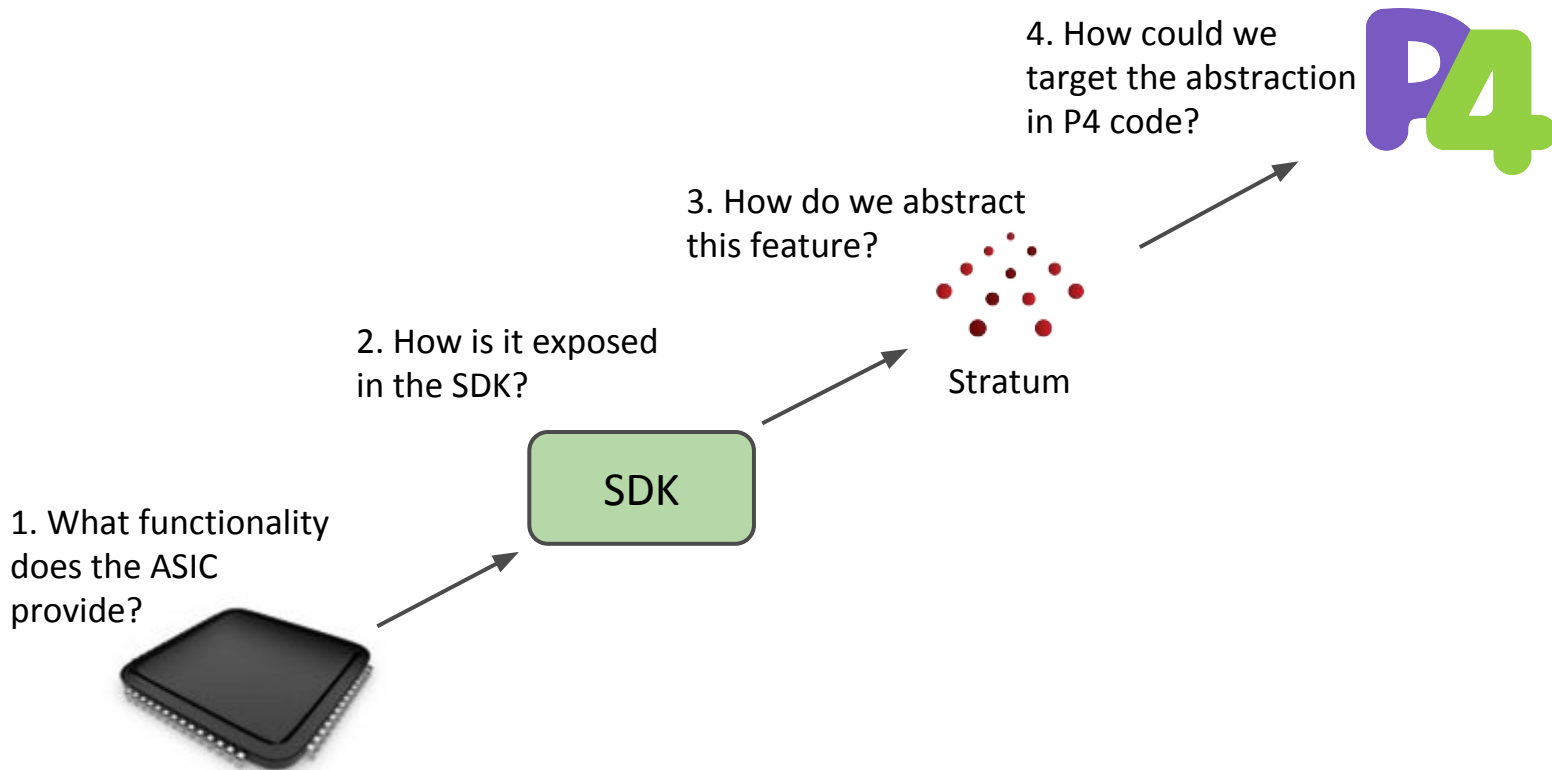 1. What functionality
does the ASIC
provide?
2. How is it exposed
in the SDK?
SDK
3. How do we abstract
this feature?
Stratum
4. How could we
target the abstraction
in P4 code?
P4